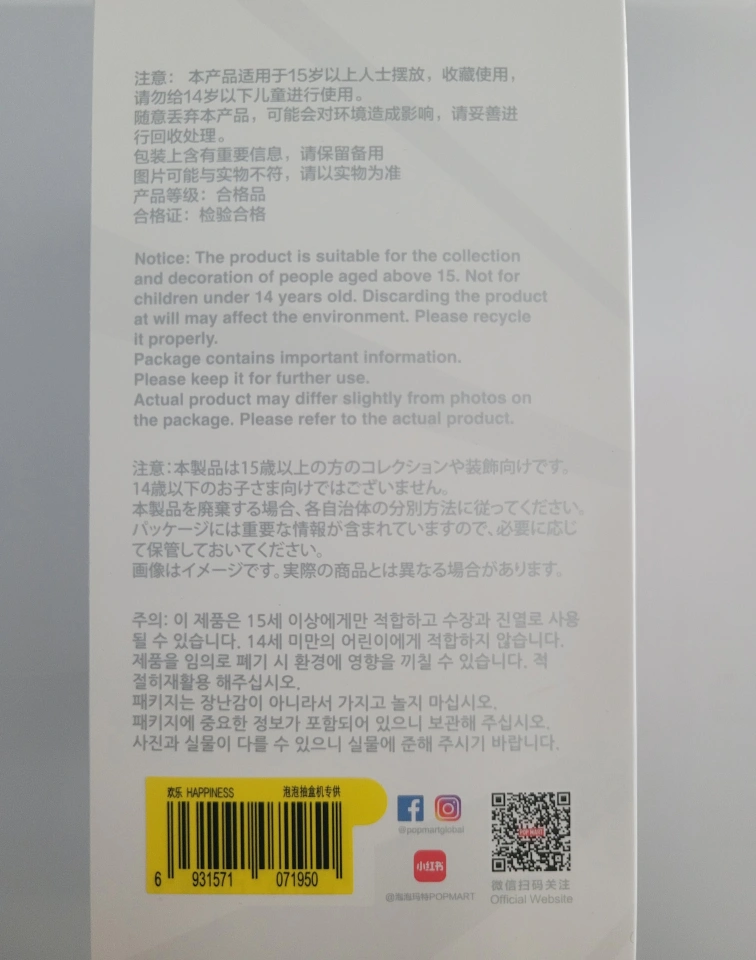 注意： 本产品适用于15岁以上人士摆放，收藏使用，
请勿给14岁以下儿童进行使用。
随意丢弃本产品，可能会对环境造成影响，请妥善进
行回收处理。
包装上含有重要信息，请保留备用
图片可能与实物不符，请以实物为准
产品等级：合格品
合格证：检验合格
Notice: The product is suitable for the collection
and decoration of people aged above 15. Not for
children under 14 years old. Discarding the product
at will may affect the environment. Please recycle
it properly.
Package contains important information.
Please keep it for further use.
Actual product may differ slightly from photos on
the package. Please refer to the actual product.
注意:本製品は15歳以上の方のコレクションや装飾向けです。
14歳以下のお子さま向けではございません。
本製品を廃棄する場合、各自治体の分別方法に従ってください。
パッケージには重要な情報が含まれていますので、必要に応じ
て保管しておいてください。
画像はイメージです。実際の商品とは異なる場合があります。
주의: 이 제품은 15세 이상에게만 적합하고 수장과 진열로 사용
될 수 있습니다. 14세 미만의 어린이에게 적합하지 않습니다.
제품을 임의로 폐기 시 환경에 영향을 끼칠 수 있습니다. 적
절히재활용 해주십시오.
패키지는 장난감이 아니라서 가지고 놀지 마십시오.
패키지에 중요한 정보가 포함되어 있으니 보관해 주십시오.
사진과 실물이 다를 수 있으니 실물에 준해 주시기 바랍니다.
欢乐 HAPPINESS 泡泡抽盒机专供
6 931571 071950
@popmartglobal
小红书
@泡泡玛特POPMART
POP MART
微信扫码关注
Official Website